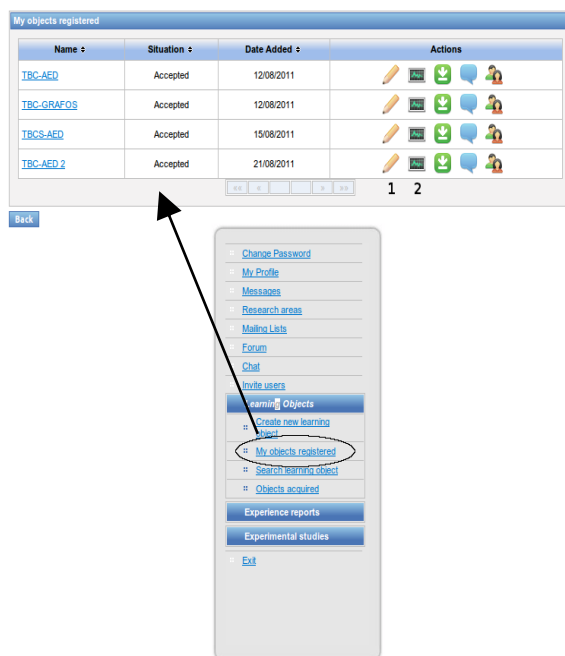 My objects registered
Name Situation Date Added Actions
TBC-AED Accepted 12/08/2011
TBC-GRAFOS Accepted 12/08/2011
TBCS-AED Accepted 15/08/2011
TBC-AED 2 Accepted 21/08/2011
1 2
Back
Change Password
My Profile
Messages
Research areas
Mailing Lists
Forum
Chat
Invite users
Learning Objects
Create new learning
object
My objects registered
Search learning object
Objects acquired
Experience reports
Experimental studies
Exit